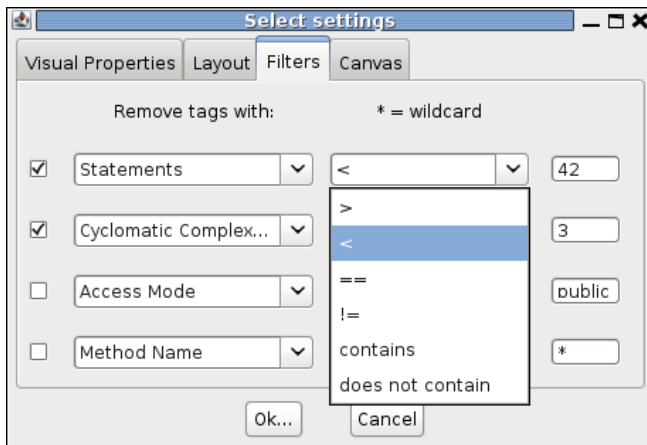 Select settings
Visual Properties Layout Filters Canvas
Remove tags with: * = wildcard
Statements < 42
>
Cyclomatic Complex... < 3
==
Access Mode public
!=
Method Name contains *
does not contain
Ok... Cancel